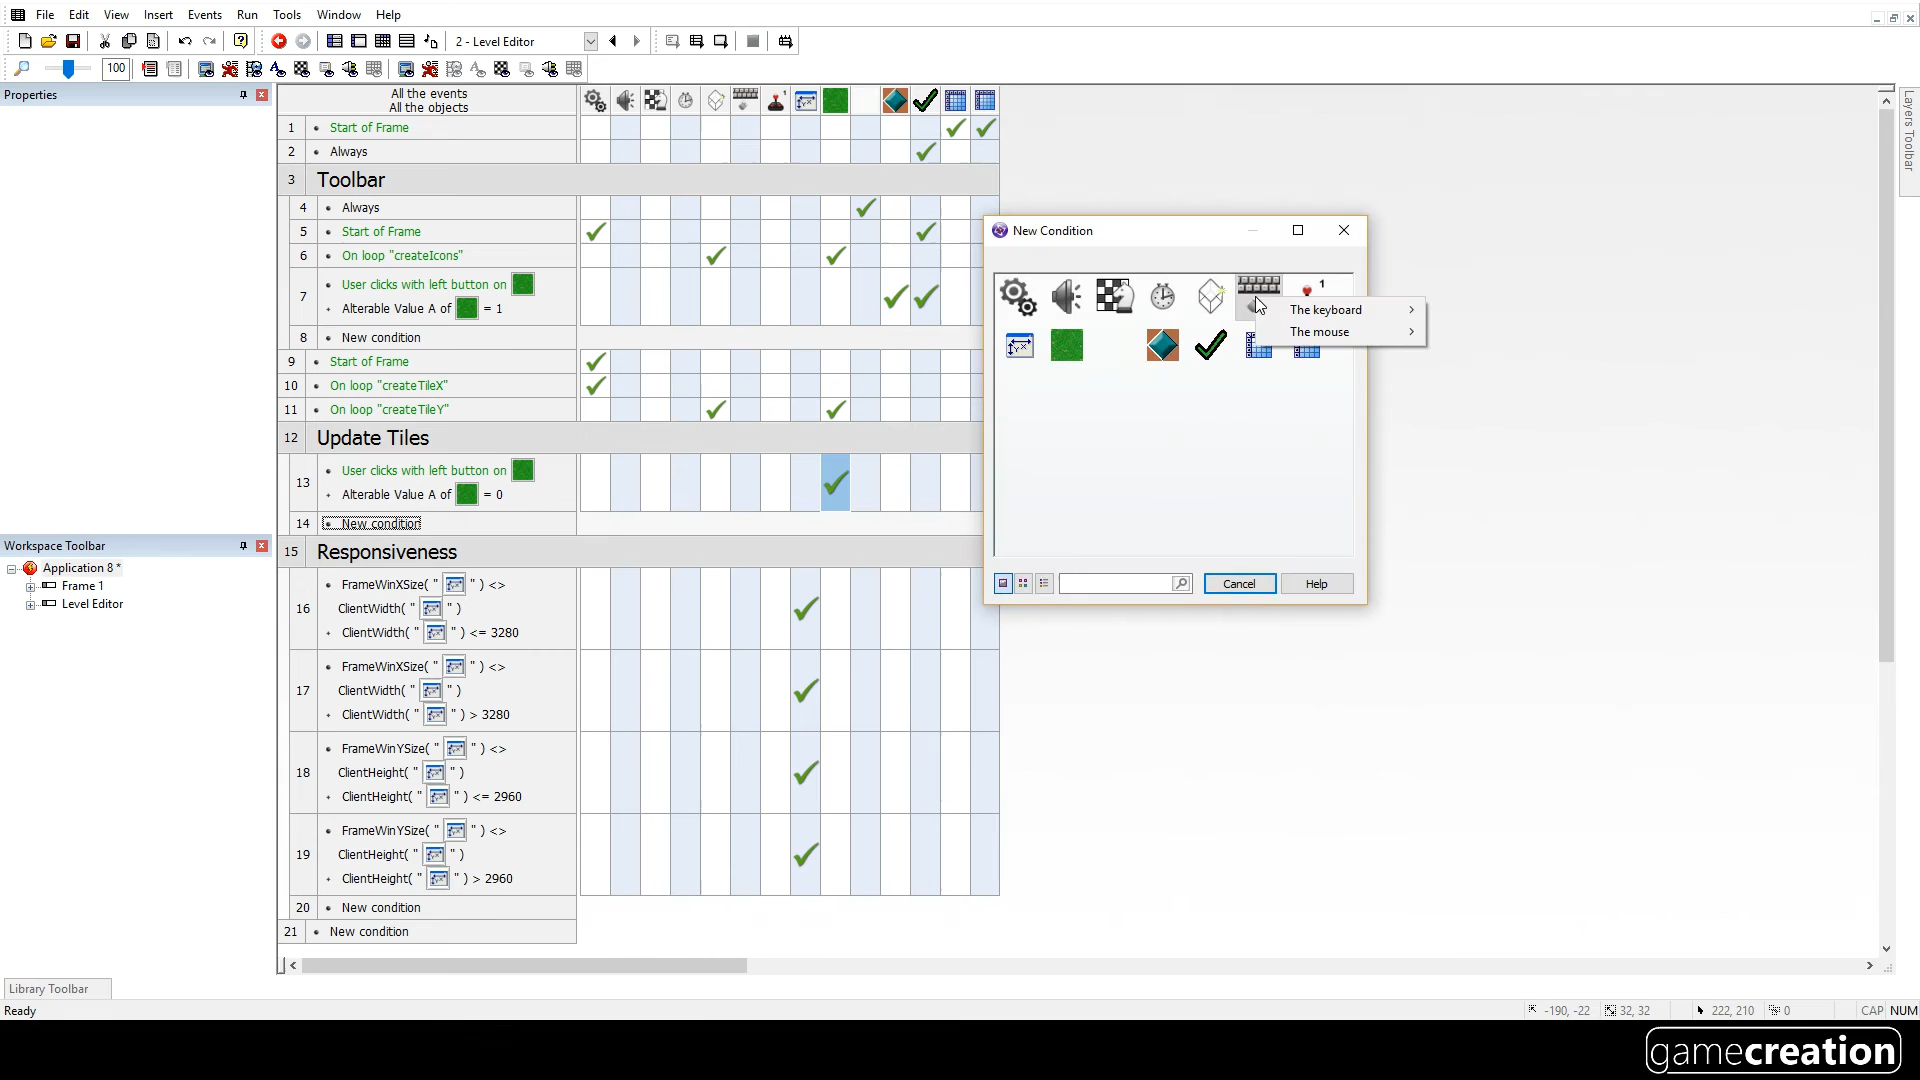 File Edit View Insert Events Run Tools Window Help
2 - Level Editor
100
Properties
All the events
All the objects
1 Start of Frame
2 Always
3 Toolbar
4 Always
5 Start of Frame
6 On loop "createIcons"
7 User clicks with left button on
Alterable Value A of = 1
8 New condition
9 Start of Frame
10 On loop "createTileX"
11 On loop "createTileY"
12 Update Tiles
13 User clicks with left button on
Alterable Value A of = 0
14 New condition
15 Responsiveness
16 FrameWinXSize( " " ) <>
ClientWidth( " " )
ClientWidth( " " ) <= 3280
17 FrameWinXSize( " " ) <>
ClientWidth( " " )
ClientWidth( " " ) > 3280
18 FrameWinYSize( " " ) <>
ClientHeight( " " )
ClientHeight( " " ) <= 2960
19 FrameWinYSize( " " ) <>
ClientHeight( " " )
ClientHeight( " " ) > 2960
20 New condition
21 New condition
New Condition
1
The keyboard
The mouse
Cancel Help
Layers Toolbar
Workspace Toolbar
Application 8 *
Frame 1
Level Editor
Library Toolbar
Ready
-190, -22 32, 32 222, 210 0 CAP NUM
gamecreation